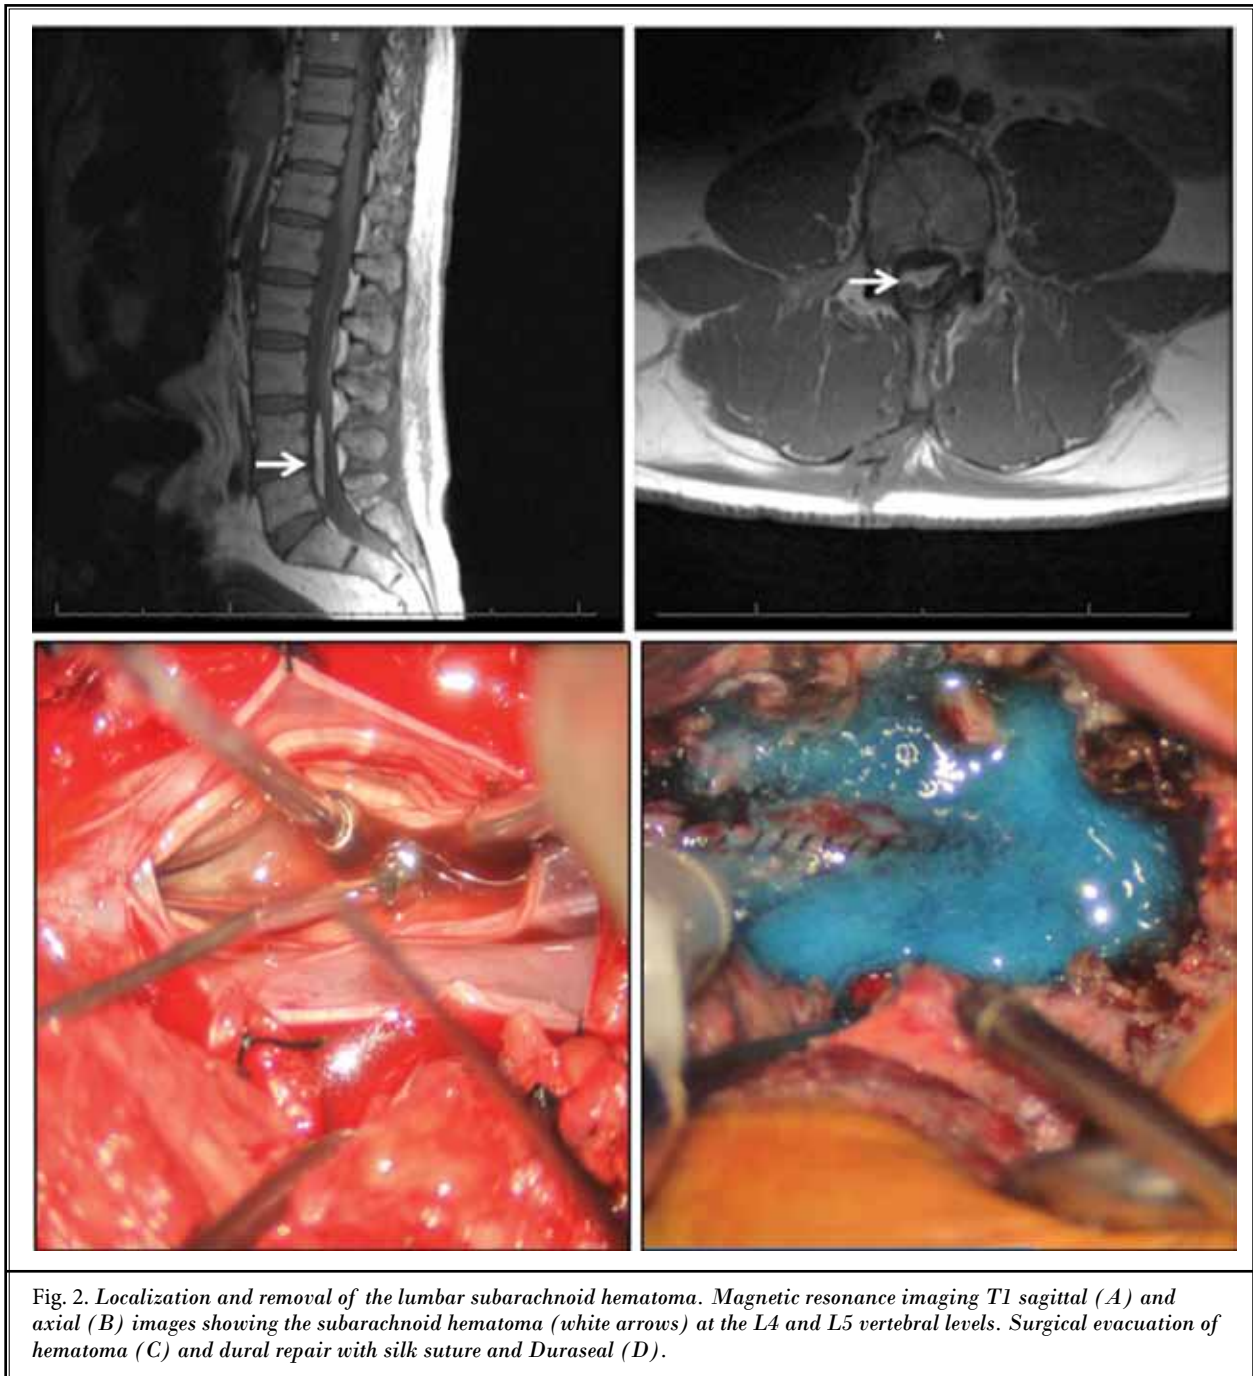 A
Fig. 2. Localization and removal of the lumbar subarachnoid hematoma. Magnetic resonance imaging T1 sagittal (A) and
axial (B) images showing the subarachnoid hematoma (white arrows) at the L4 and L5 vertebral levels. Surgical evacuation of
hematoma (C) and dural repair with silk suture and Duraseal (D).